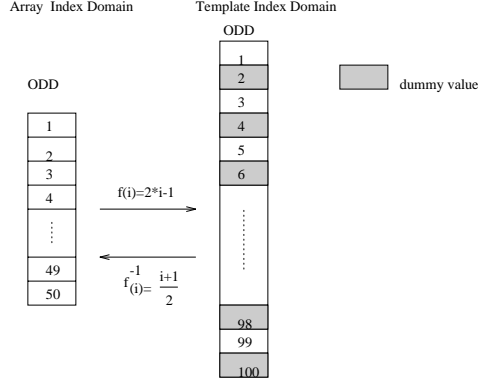 Array Index Domain
Template Index Domain
ODD
ODD
1
2
3
4
49
50
f(i)=2*i-1
f^-1(i)= i+1/2
1
2
3
4
5
6
98
99
100
dummy value